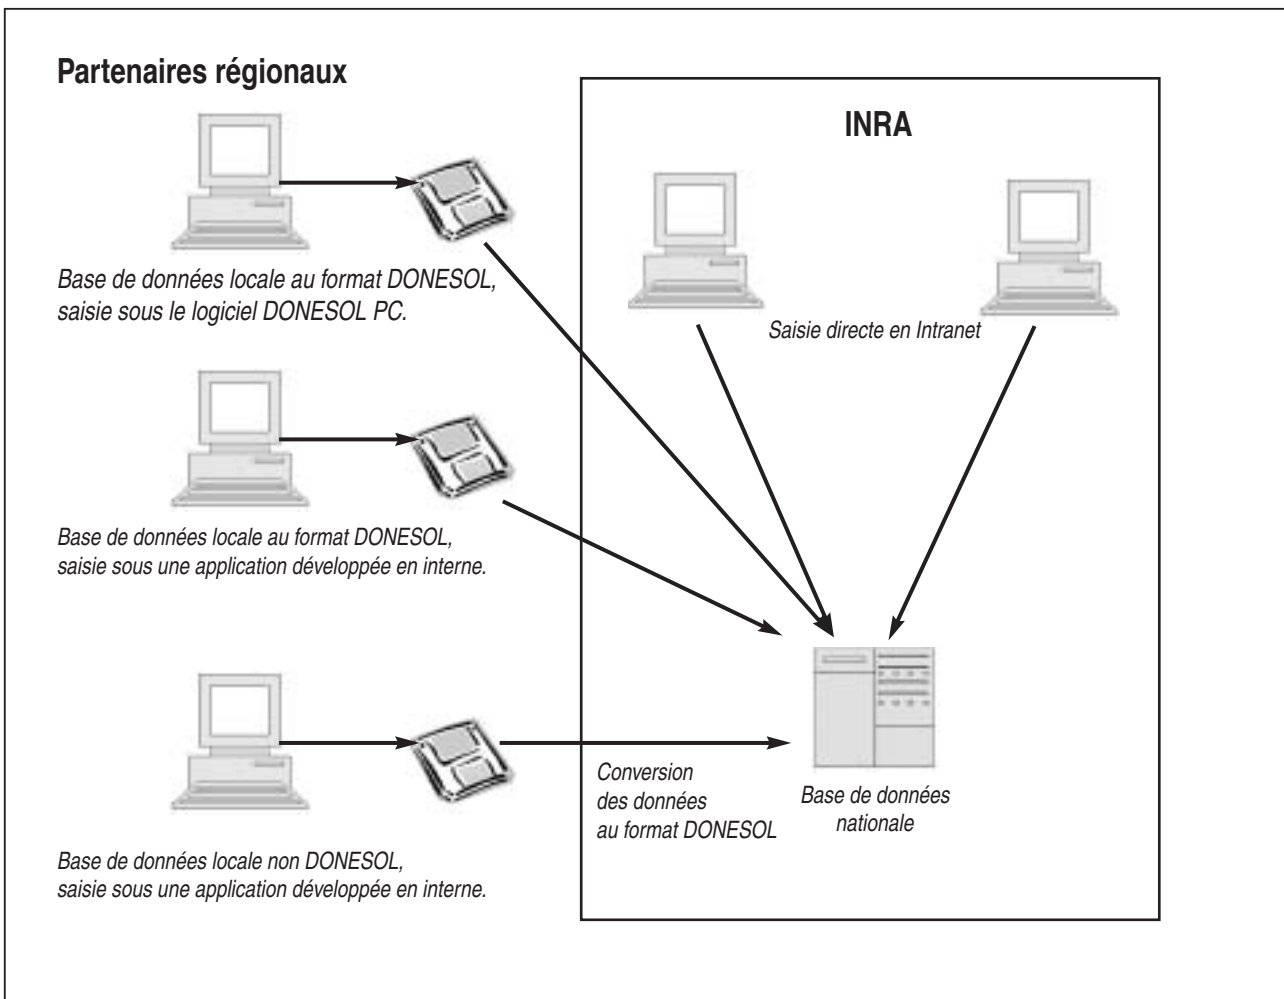 Partenaires régionaux
INRA
Base de données locale au format DONESOL,
saisie sous le logiciel DONESOL PC.
Saisie directe en Intranet
Base de données locale au format DONESOL,
saisie sous une application développée en interne.
Conversion
des données
au format DONESOL
Base de données
nationale
Base de données locale non DONESOL,
saisie sous une application développée en interne.